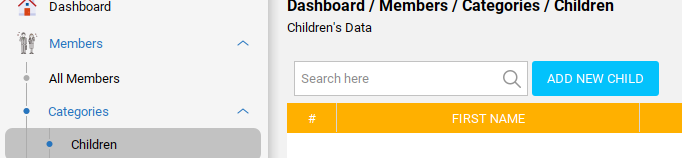 Dashboard
Members
All Members
Categories
Children
Dashboard / Members / Categories / Children
Children's Data
Search here
ADD NEW CHILD
# FIRST NAME